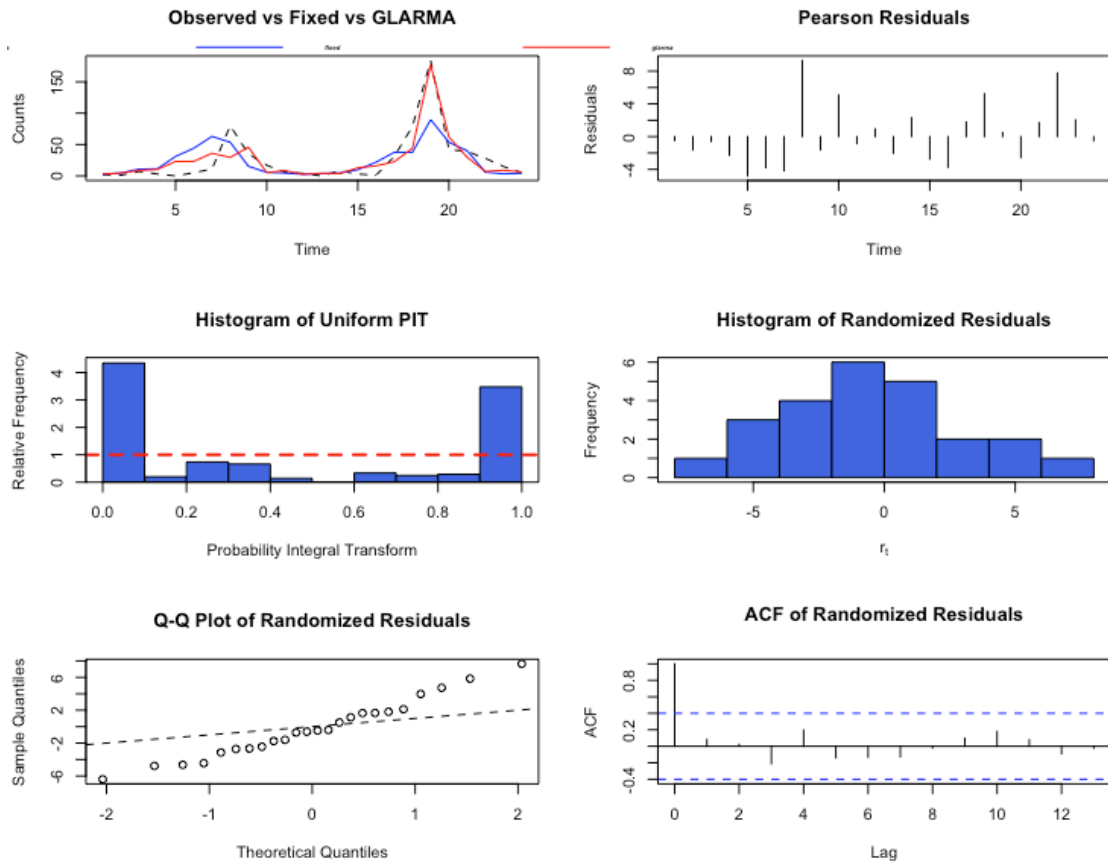 Observed vs Fixed vs GLARMA
fixed
glarma
Counts
0
50
150
5
10
15
20
Time
Pearson Residuals
Residuals
-4
0
4
8
5
10
15
20
Time
Histogram of Uniform PIT
Relative Frequency
0
1
2
3
4
0.0
0.2
0.4
0.6
0.8
1.0
Probability Integral Transform
Histogram of Randomized Residuals
Frequency
0
2
4
6
-5
0
5
rₜ
Q-Q Plot of Randomized Residuals
Sample Quantiles
-6
-2
2
6
-2
-1
0
1
2
Theoretical Quantiles
ACF of Randomized Residuals
ACF
-0.4
0.2
0.8
0
2
4
6
8
10
12
Lag